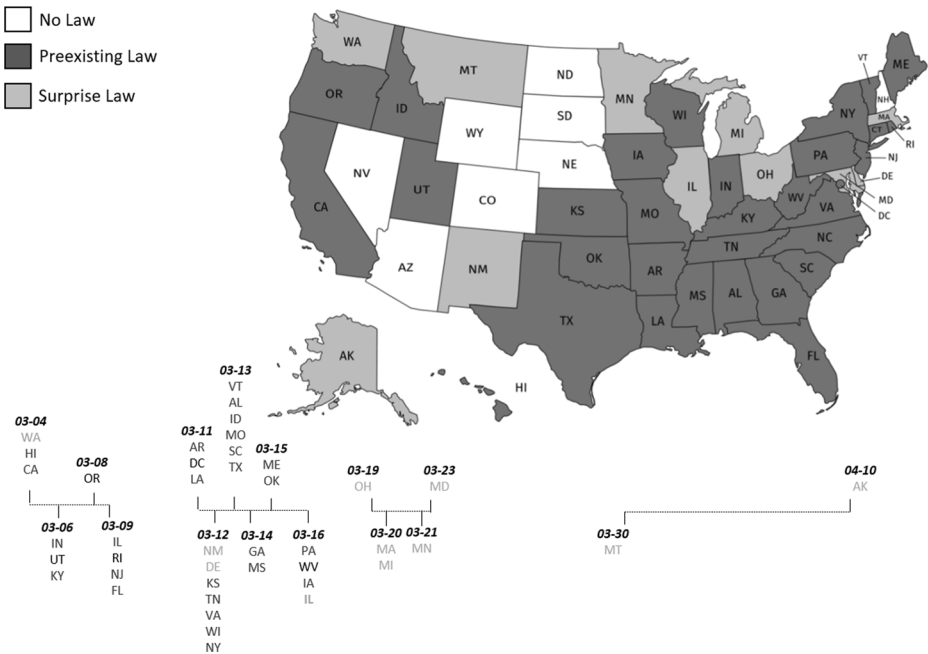 No Law
Preexisting Law
Surprise Law
WA
MT
ND
MN
OR
ID
WY
SD
WI
MI
VT
ME
NH
NY
MA
CT
RI
NV
UT
CO
NE
IA
IL
IN
OH
PA
NJ
DE
MD
DC
CA
AZ
NM
KS
MO
KY
WV
VA
OK
AR
TN
NC
SC
TX
LA
MS
AL
GA
FL
AK
HI
03-04
WA
HI
CA
03-08
OR
03-06
IN
UT
KY
03-09
IL
RI
NJ
FL
03-11
AR
DC
LA
03-13
VT
AL
ID
MO
SC
TX
03-15
ME
OK
03-12
NM
DE
KS
TN
VA
WI
NY
03-14
GA
MS
03-16
PA
WV
IA
IL
03-19
OH
03-23
MD
03-20
MA
MI
03-21
MN
03-30
MT
04-10
AK